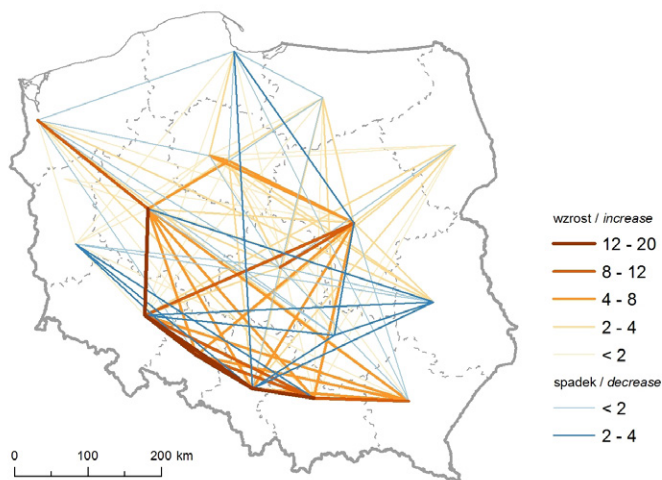 wzrost / increase
12 - 20
8 - 12
4 - 8
2 - 4
< 2
spadek / decrease
< 2
2 - 4
0 100 200 km